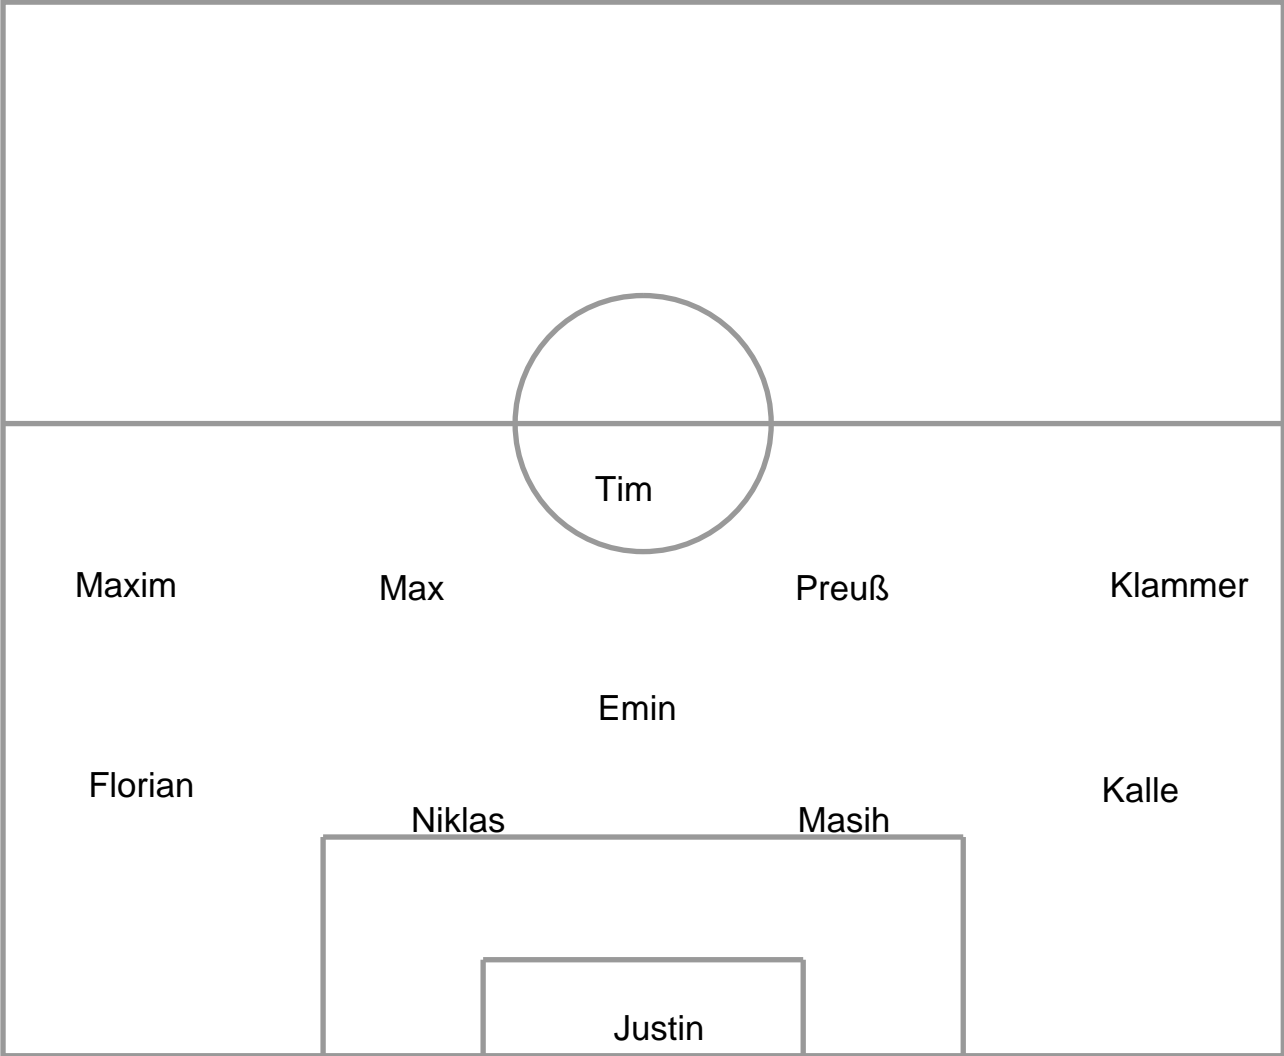 Tim
Maxim Max Preuß Klammer
Emin
Florian Kalle
Niklas Masih
Justin